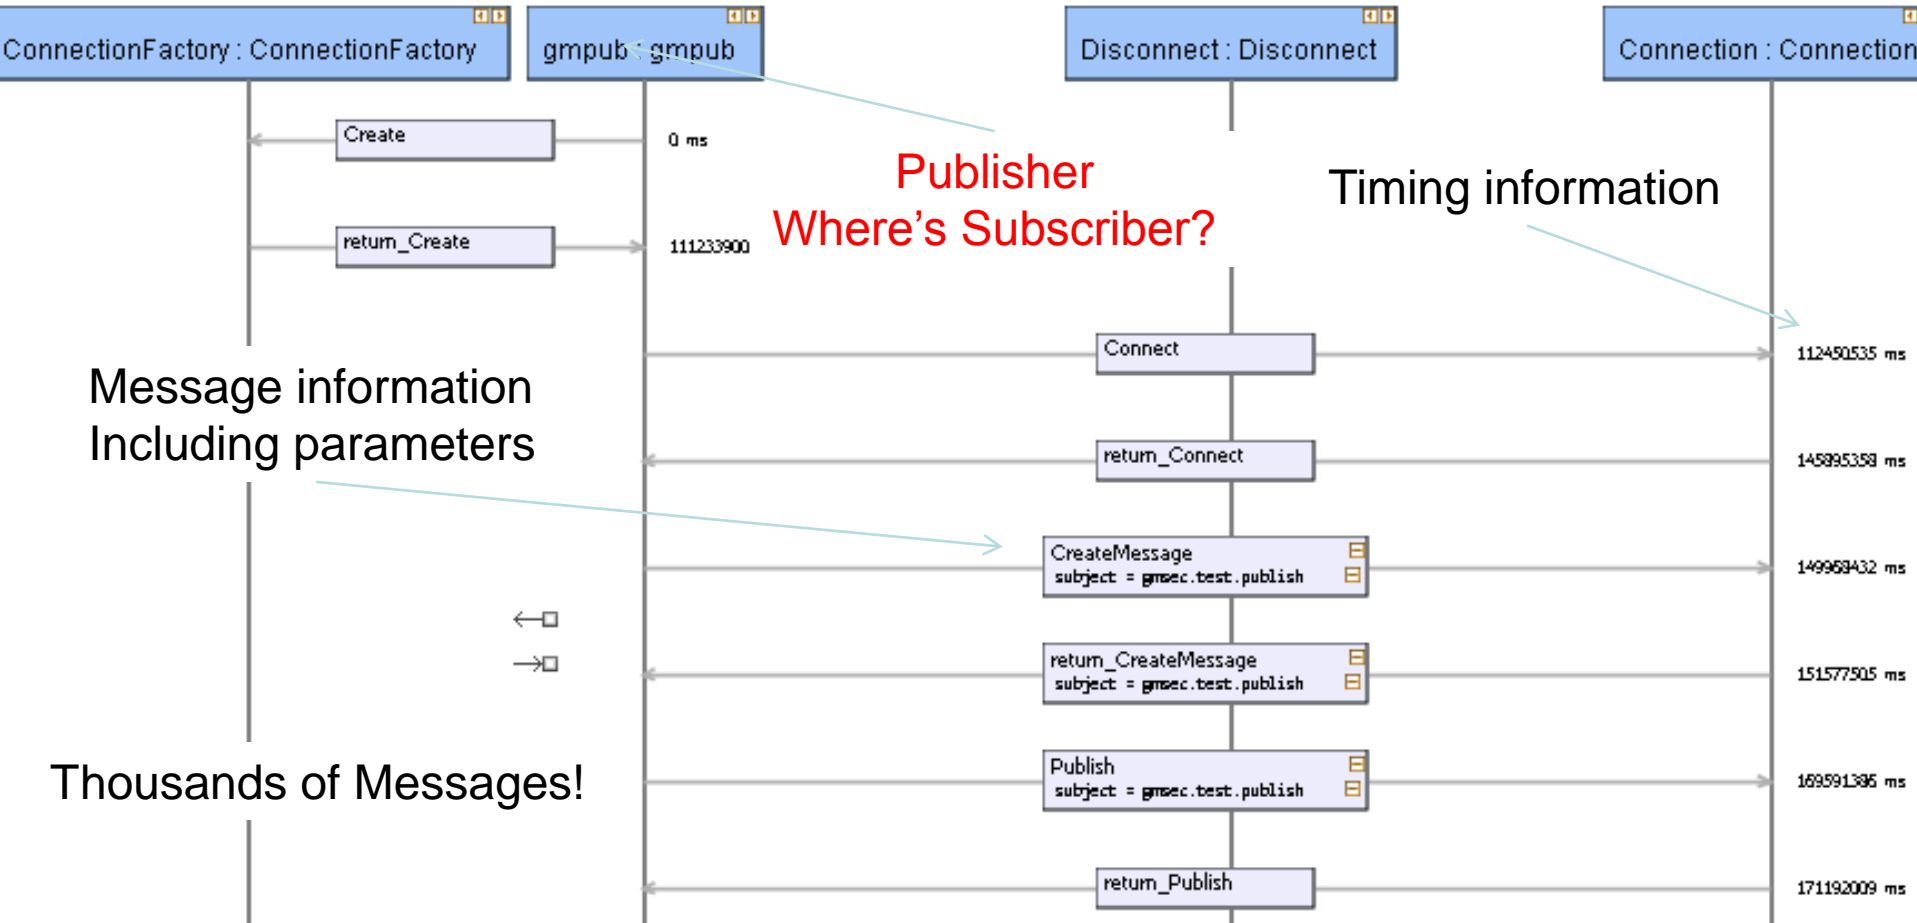 ConnectionFactory : ConnectionFactory
gmpub : gmpub
Disconnect : Disconnect
Connection : Connection
Create
0 ms
Publisher
Where's Subscriber?
Timing information
return_Create
111233900
Connect
112450535 ms
Message information
Including parameters
return_Connect
145895358 ms
CreateMessage
subject = gmsec.test.publish
149958432 ms
return_CreateMessage
subject = gmsec.test.publish
151577505 ms
Thousands of Messages!
Publish
subject = gmsec.test.publish
169591386 ms
return_Publish
171192009 ms